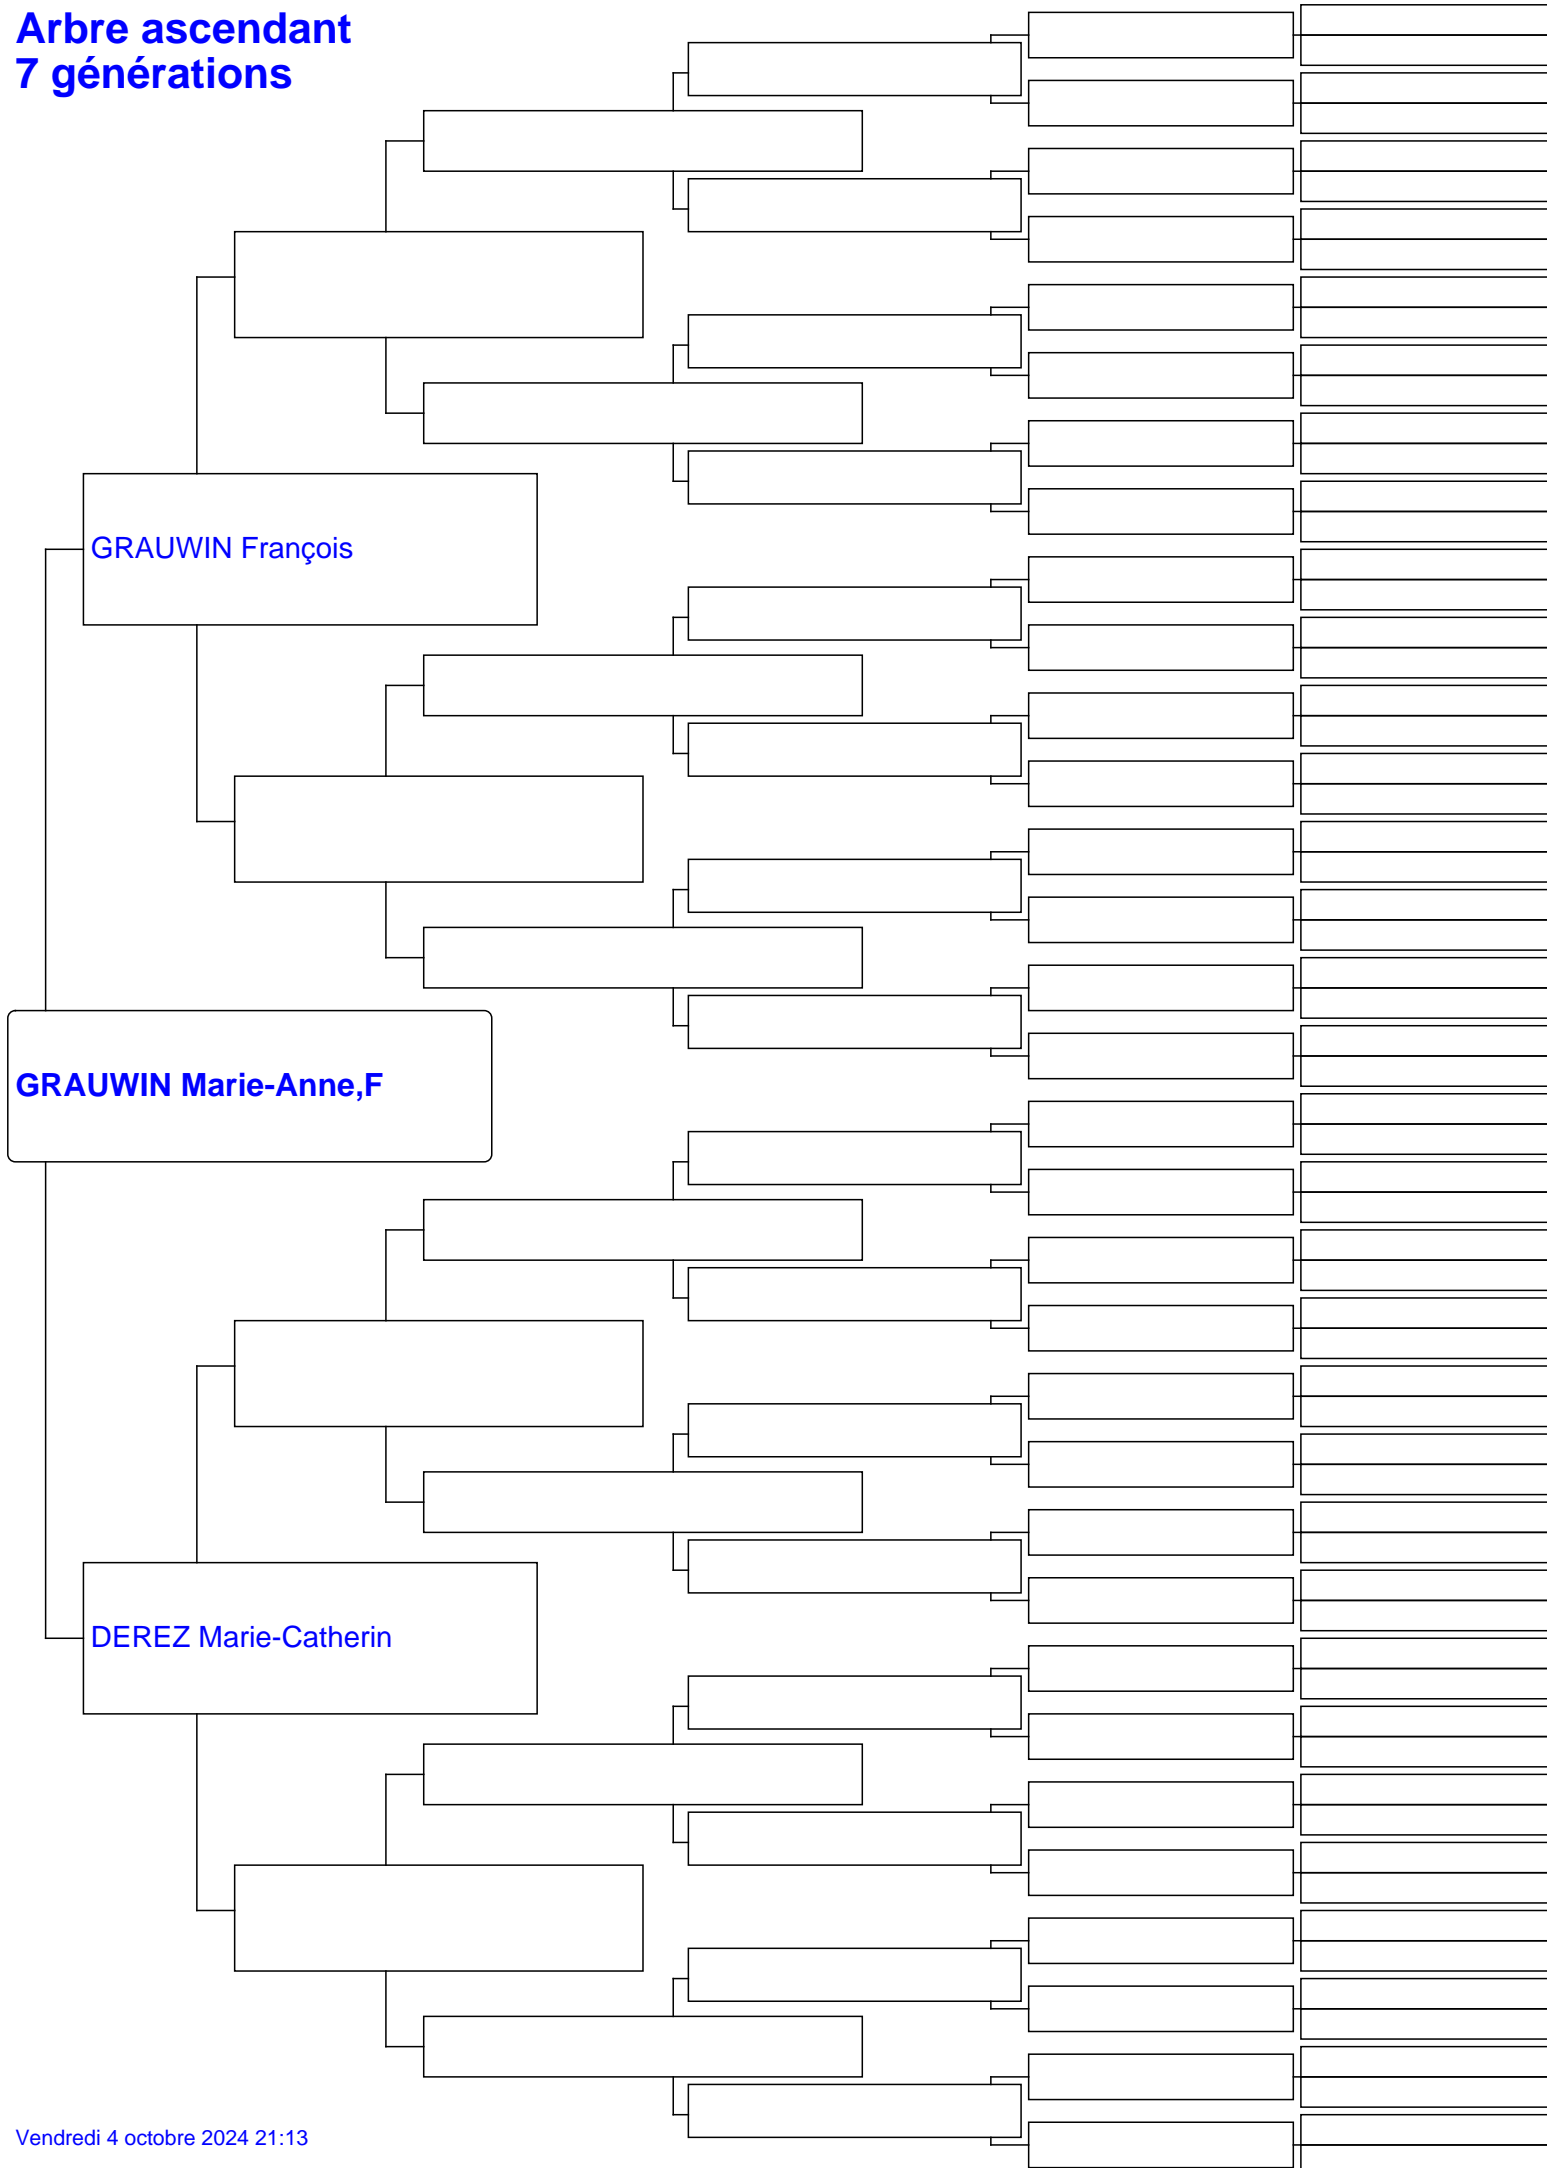 Arbre ascendant
7 générations
GRAUWIN François
GRAUWIN Marie-Anne,F
DEREZ Marie-Catherin
Vendredi 4 octobre 2024 21:13